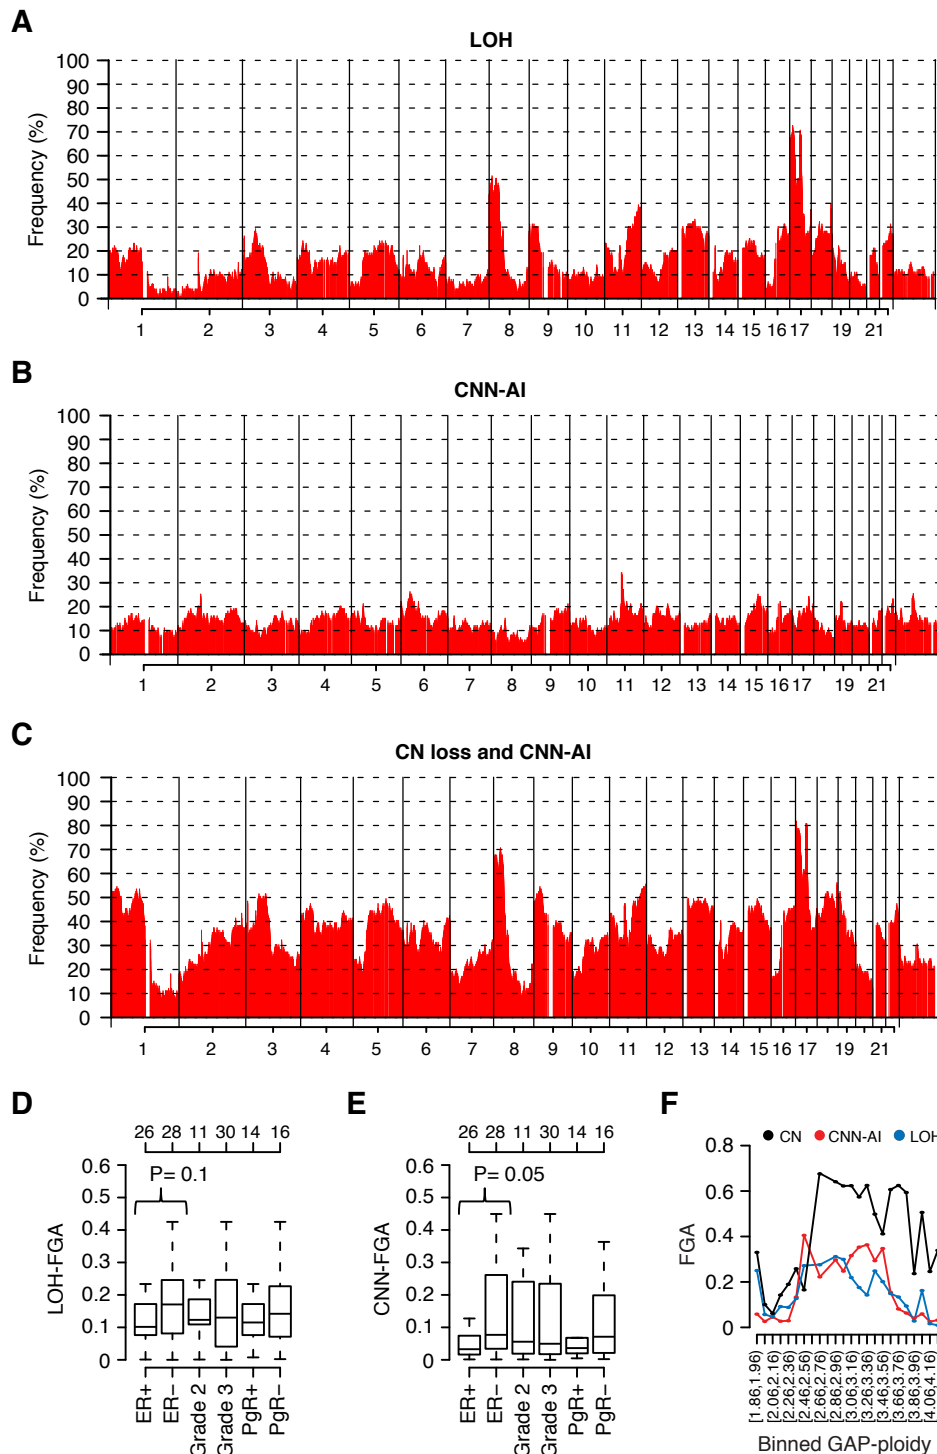 A
LOH
100
90
80
70
60
50
40
30
20
10
0
Frequency (%)
1 2 3 4 5 6 7 8 9 10 11 12 13 14 15 16 17 19 21
B
CNN-AI
100
90
80
70
60
50
40
30
20
10
0
Frequency (%)
1 2 3 4 5 6 7 8 9 10 11 12 13 14 15 16 17 19 21
C
CN loss and CNN-AI
100
90
80
70
60
50
40
30
20
10
0
Frequency (%)
1 2 3 4 5 6 7 8 9 10 11 12 13 14 15 16 17 19 21
D
26 28 11 30 14 16
P= 0.1
0.6
0.5
0.4
0.3
0.2
0.1
0
LOH-FGA
ER+
ER−
Grade 2
Grade 3
PgR+
PgR−
E
26 28 11 30 14 16
P= 0.05
0.6
0.5
0.4
0.3
0.2
0.1
0
CNN-FGA
ER+
ER−
Grade 2
Grade 3
PgR+
PgR−
F
CN CNN-AI LOH
0.8
0.6
0.4
0.2
0
FGA
[1.86,1.96)
[2.06,2.16)
[2.26,2.36)
[2.46,2.56)
[2.66,2.76)
[2.86,2.96)
[3.06,3.16)
[3.26,3.36)
[3.46,3.56)
[3.66,3.76)
[3.86,3.96)
[4.06,4.16)
Binned GAP-ploidy